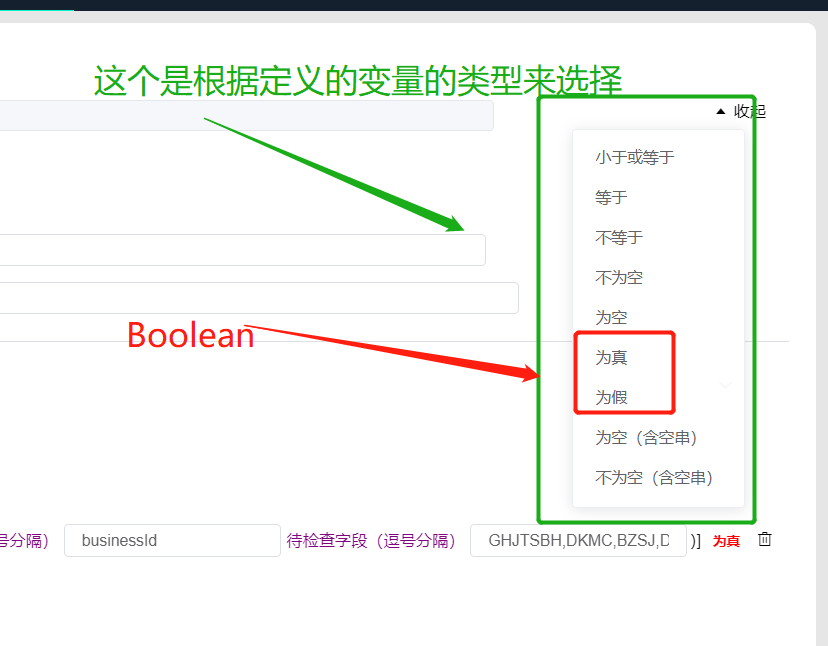 这个是根据定义的变量的类型来选择
收起
小于或等于
等于
不等于
不为空
为空
Boolean
为真
为假
为空（含空串）
不为空（含空串）
号分隔） businessId 待检查字段（逗号分隔） GHJTSBH,DKMC,BZSJ,D )] 为真